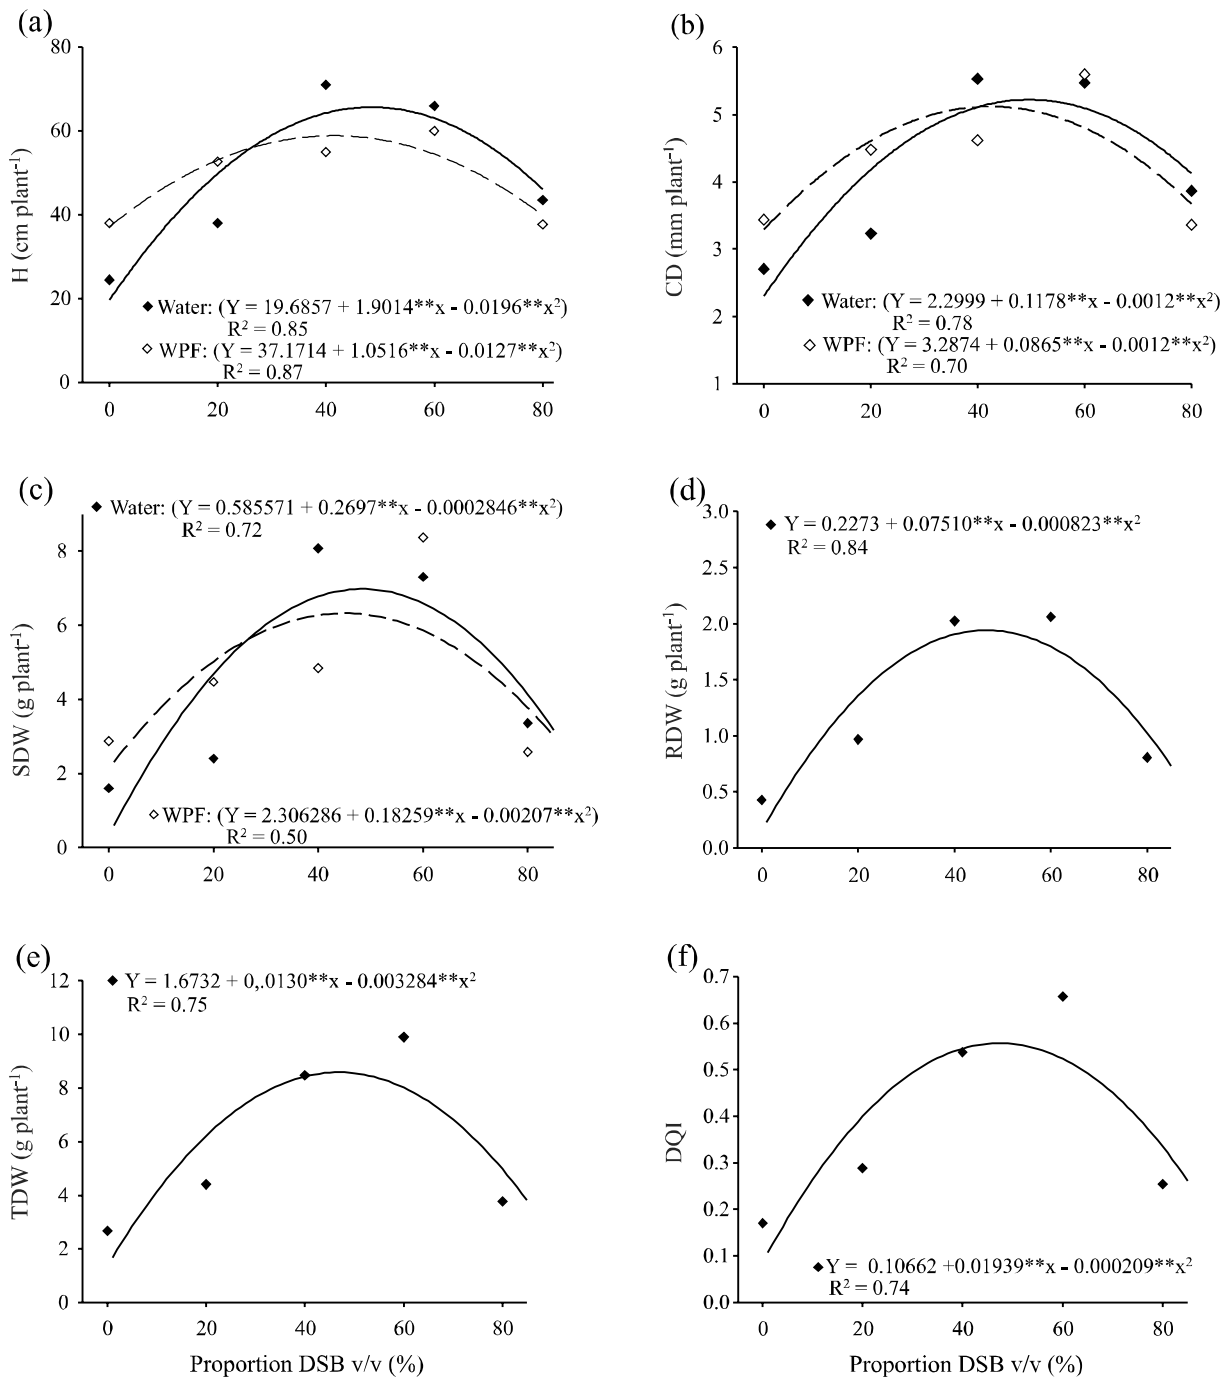 (a)
80
60
40
20
0
H (cm plant⁻¹)
Water: (Y = 19.6857 + 1.9014**x - 0.0196**x²)
R² = 0.85
WPF: (Y = 37.1714 + 1.0516**x - 0.0127**x²)
R² = 0.87
0 20 40 60 80
(b)
6
5
4
3
2
1
CD (mm plant⁻¹)
Water: (Y = 2.2999 + 0.1178**x - 0.0012**x²)
R² = 0.78
WPF: (Y = 3.2874 + 0.0865**x - 0.0012**x²)
R² = 0.70
0 20 40 60 80
(c)
Water: (Y = 0.585571 + 0.2697**x - 0.0002846**x²)
R² = 0.72
8
6
4
2
0
SDW (g plant⁻¹)
WPF: (Y = 2.306286 + 0.18259**x - 0.00207**x²)
R² = 0.50
0 20 40 60 80
(d)
3.0
2.5
2.0
1.5
1.0
0.5
0.0
RDW (g plant⁻¹)
Y = 0.2273 + 0.07510**x - 0.000823**x²
R² = 0.84
0 20 40 60 80
(e)
12
10
8
6
4
2
0
TDW (g plant⁻¹)
Y = 1.6732 + 0,.0130**x - 0.003284**x²
R² = 0.75
0 20 40 60 80
Proportion DSB v/v (%)
(f)
0.7
0.6
0.5
0.4
0.3
0.2
0.1
0.0
DQI
Y = 0.10662 +0.01939**x - 0.000209**x²
R² = 0.74
0 20 40 60 80
Proportion DSB v/v (%)